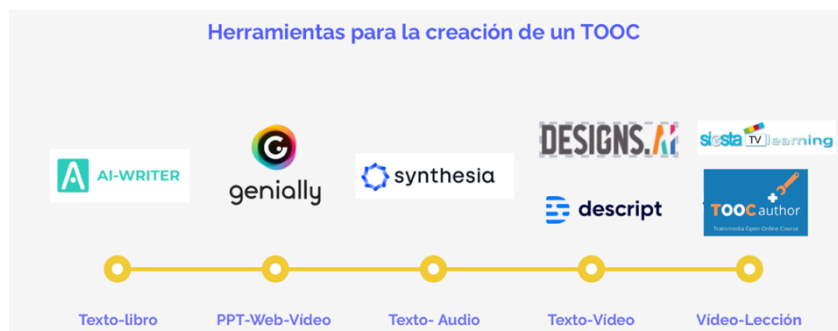 Herramientas para la creación de un TOOC
AI-WRITER
genially
synthesia
DESIGNS.AI
descript
siesta TV learning
TOOC author
Transmedia Open Online Course
Texto-libro
PPT-Web-Vídeo
Texto- Audio
Texto-Vídeo
Vídeo-Lección